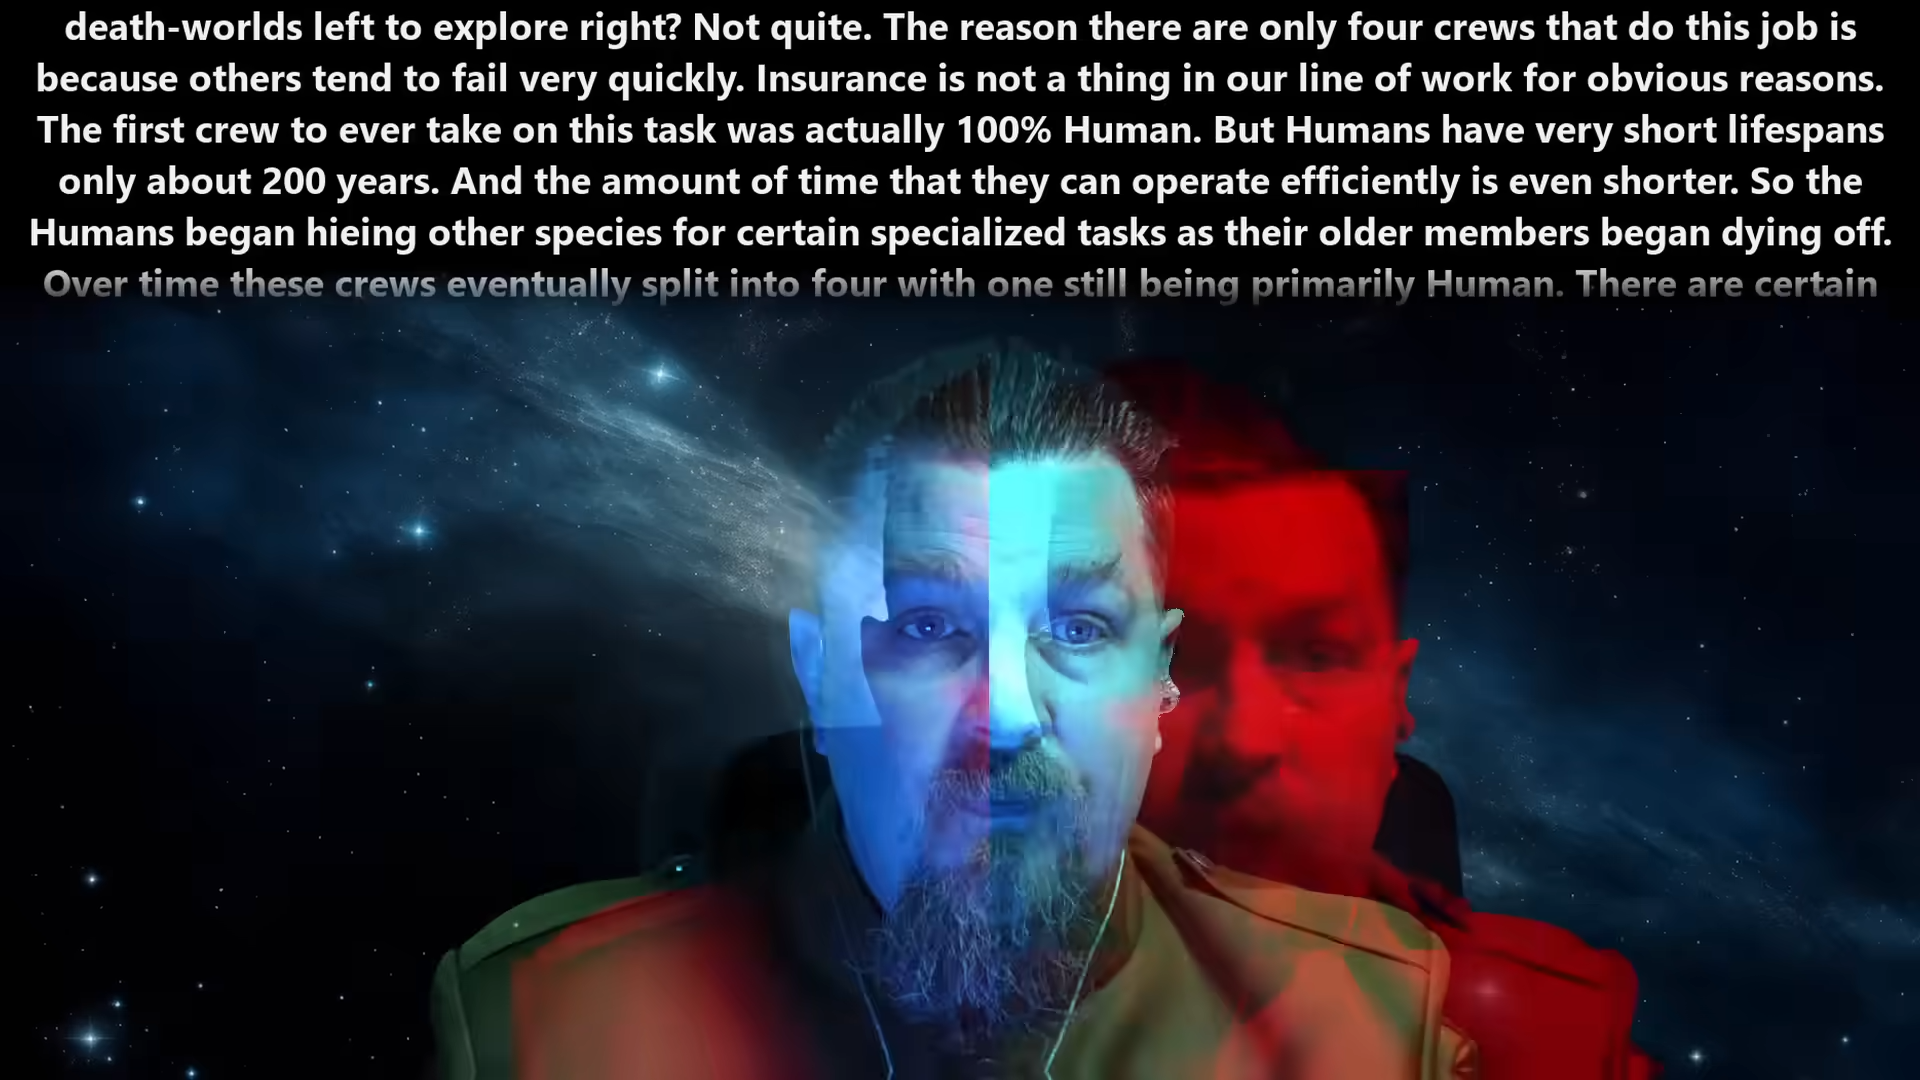 death-worlds left to explore right? Not quite. The reason there are only four crews that do this job is
because others tend to fail very quickly. Insurance is not a thing in our line of work for obvious reasons.
The first crew to ever take on this task was actually 100% Human. But Humans have very short lifespans
only about 200 years. And the amount of time that they can operate efficiently is even shorter. So the
Humans began hieing other species for certain specialized tasks as their older members began dying off.
Over time these crews eventually split into four with one still being primarily Human. There are certain